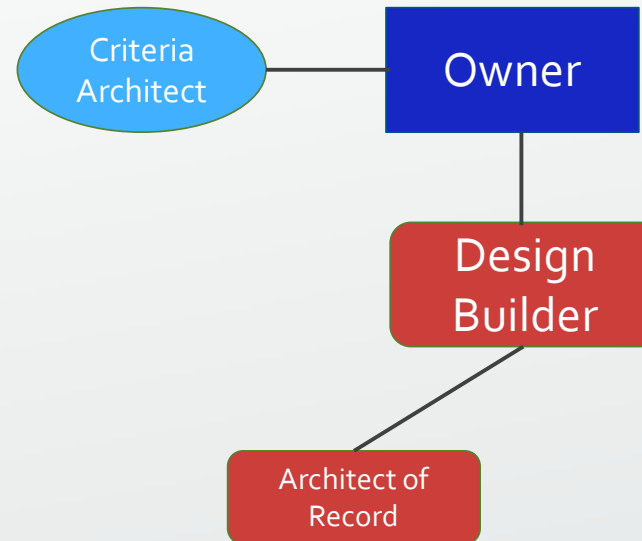 Criteria
Architect
Owner
Design
Builder
Architect of
Record